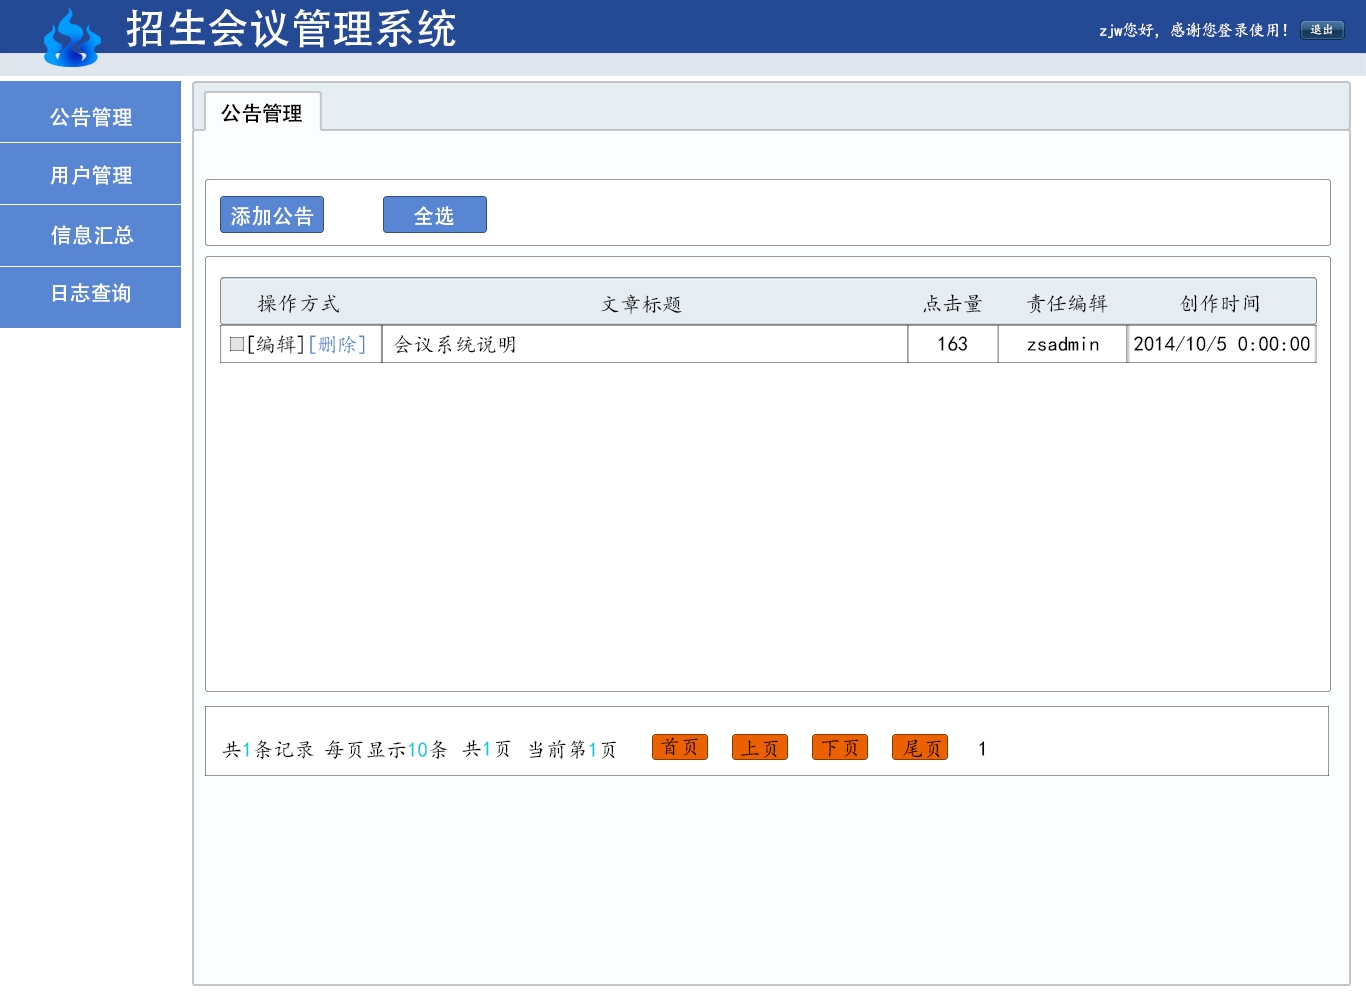 招生会议管理系统
zjw您好，感谢您登录使用！ 退出
公告管理
用户管理
信息汇总
日志查询
公告管理
添加公告 全选
操作方式 文章标题 点击量 责任编辑 创作时间
[编辑][删除] 会议系统说明 163 zsadmin 2014/10/5 0:00:00
共1条记录 每页显示10条 共1页 当前第1页 首页 上页 下页 尾页 1